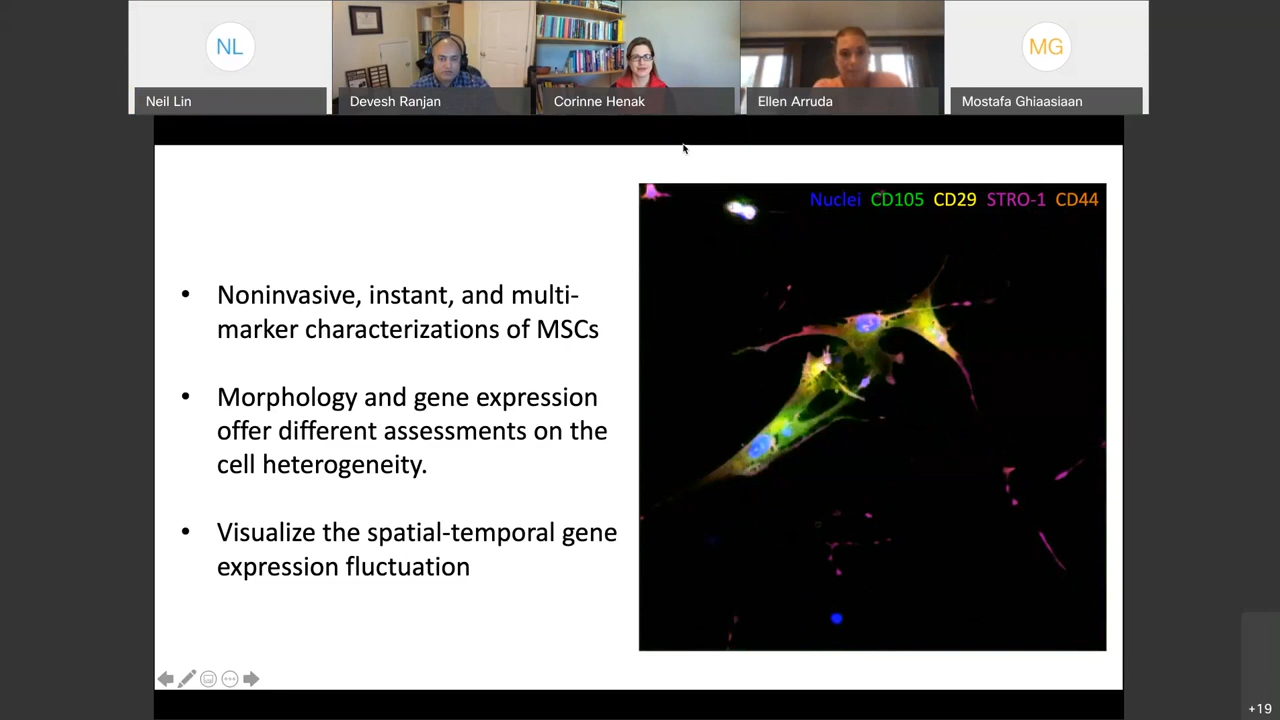 NL
MG
Neil Lin
Devesh Ranjan
Corinne Henak
Ellen Arruda
Mostafa Ghiaasiaan
Nuclei CD105 CD29 STRO-1 CD44
• Noninvasive, instant, and multi-
marker characterizations of MSCs
• Morphology and gene expression
offer different assessments on the
cell heterogeneity.
• Visualize the spatial-temporal gene
expression fluctuation
+19